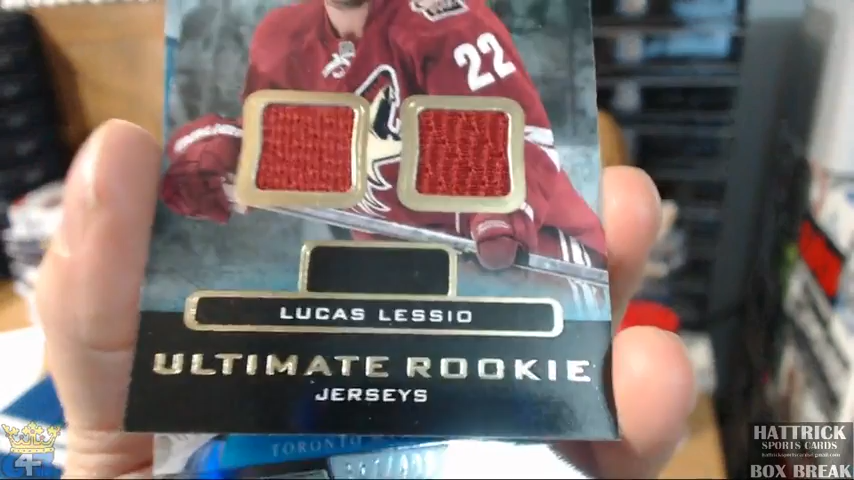 22
LUCAS LESSIO
ULTIMATE ROOKIE
JERSEYS
TORONTO
HATTRICK
SPORTS CARDS
BOX BREAK